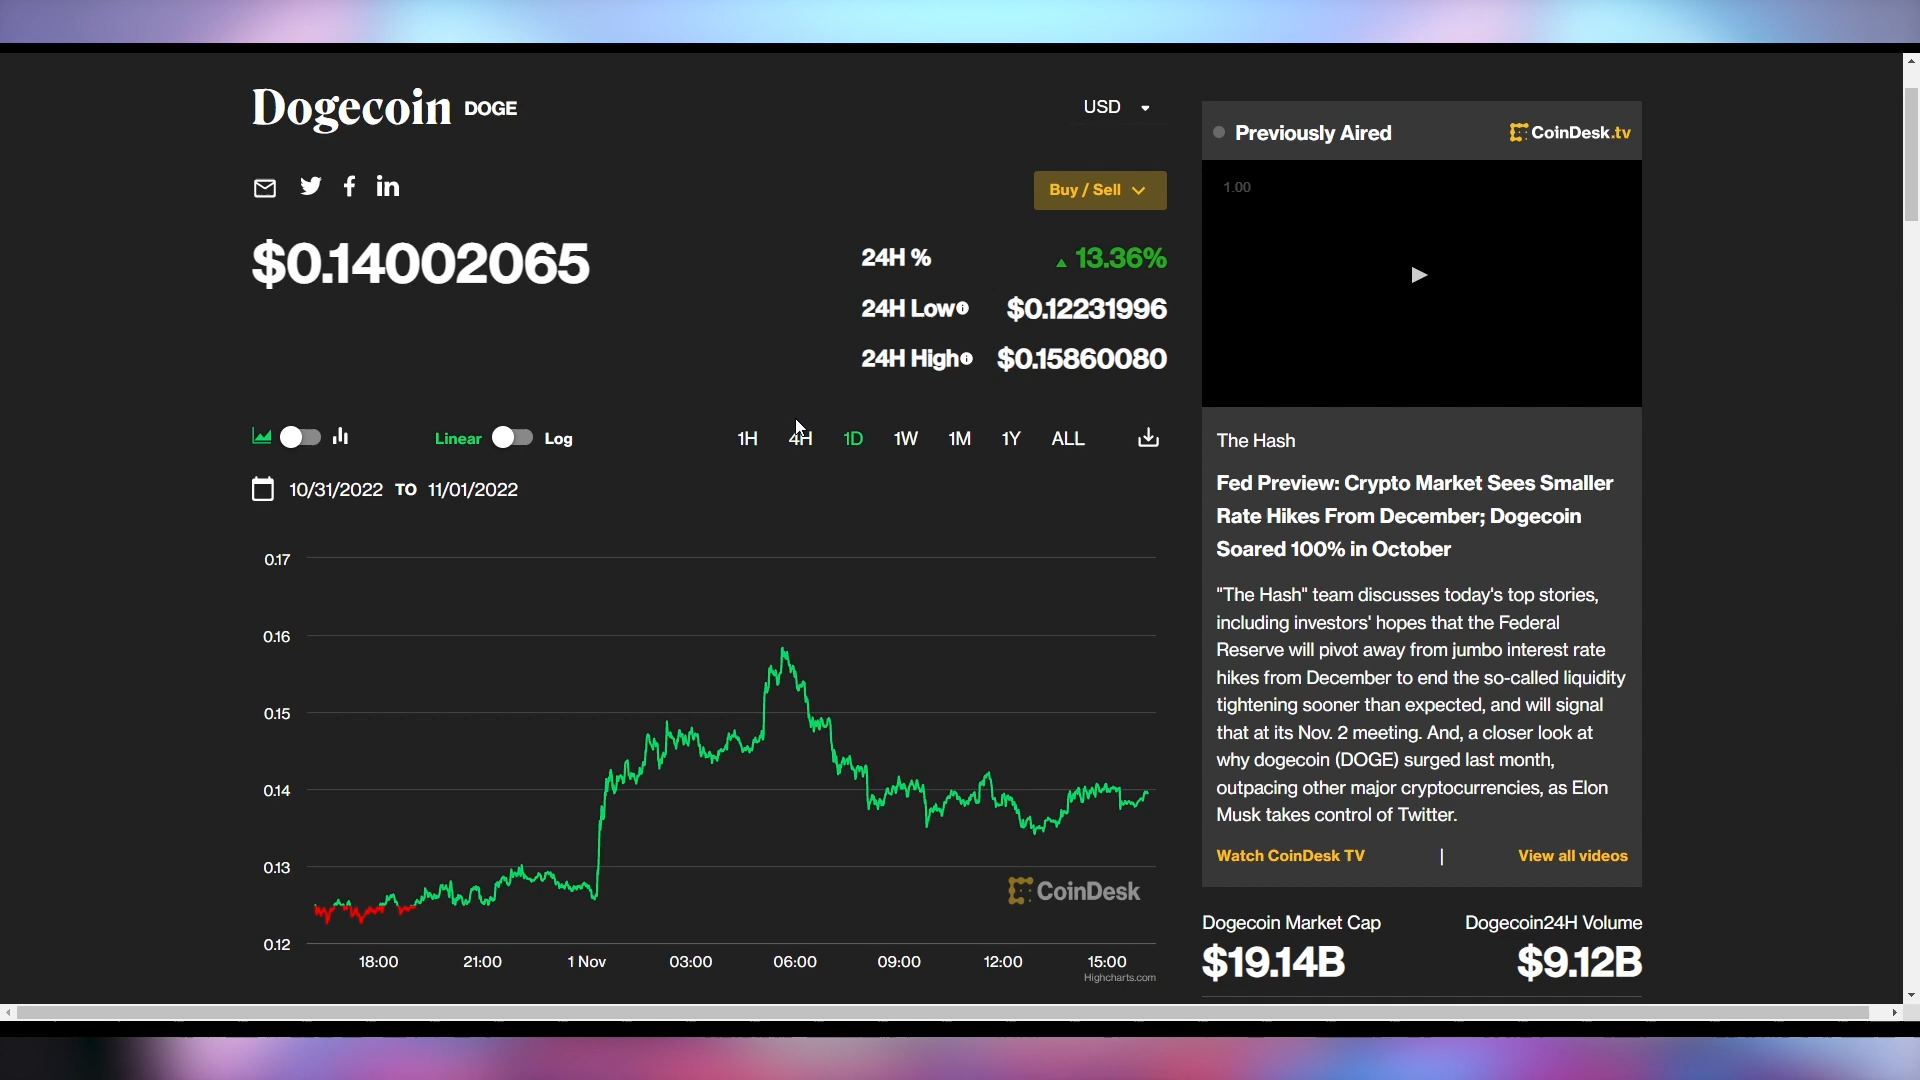 Dogecoin DOGE
USD
Buy / Sell
$0.14002065
24H % 13.36%
24H Low $0.12231996
24H High $0.15860080
Linear Log
1H 4H 1D 1W 1M 1Y ALL
10/31/2022 TO 11/01/2022
0.17
0.16
0.15
0.14
0.13
0.12
CoinDesk
18:00 21:00 1 Nov 03:00 06:00 09:00 12:00 15:00
Highcharts.com
Previously Aired CoinDesk.tv
1.00
The Hash
Fed Preview: Crypto Market Sees Smaller
Rate Hikes From December; Dogecoin
Soared 100% in October
"The Hash" team discusses today's top stories,
including investors' hopes that the Federal
Reserve will pivot away from jumbo interest rate
hikes from December to end the so-called liquidity
tightening sooner than expected, and will signal
that at its Nov. 2 meeting. And, a closer look at
why dogecoin (DOGE) surged last month,
outpacing other major cryptocurrencies, as Elon
Musk takes control of Twitter.
Watch CoinDesk TV | View all videos
Dogecoin Market Cap Dogecoin24H Volume
$19.14B $9.12B